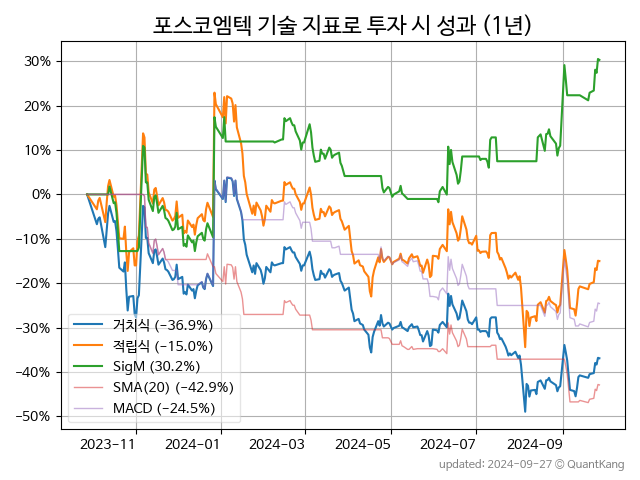 포스코엠텍 기술 지표로 투자 시 성과 (1년)
30%
20%
10%
0%
−10%
−20%
−30%
−40%
−50%
거치식 (−36.9%)
적립식 (−15.0%)
SigM (30.2%)
SMA(20) (−42.9%)
MACD (−24.5%)
2023-11 2024-01 2024-03 2024-05 2024-07 2024-09
updated: 2024-09-27 © QuantKang